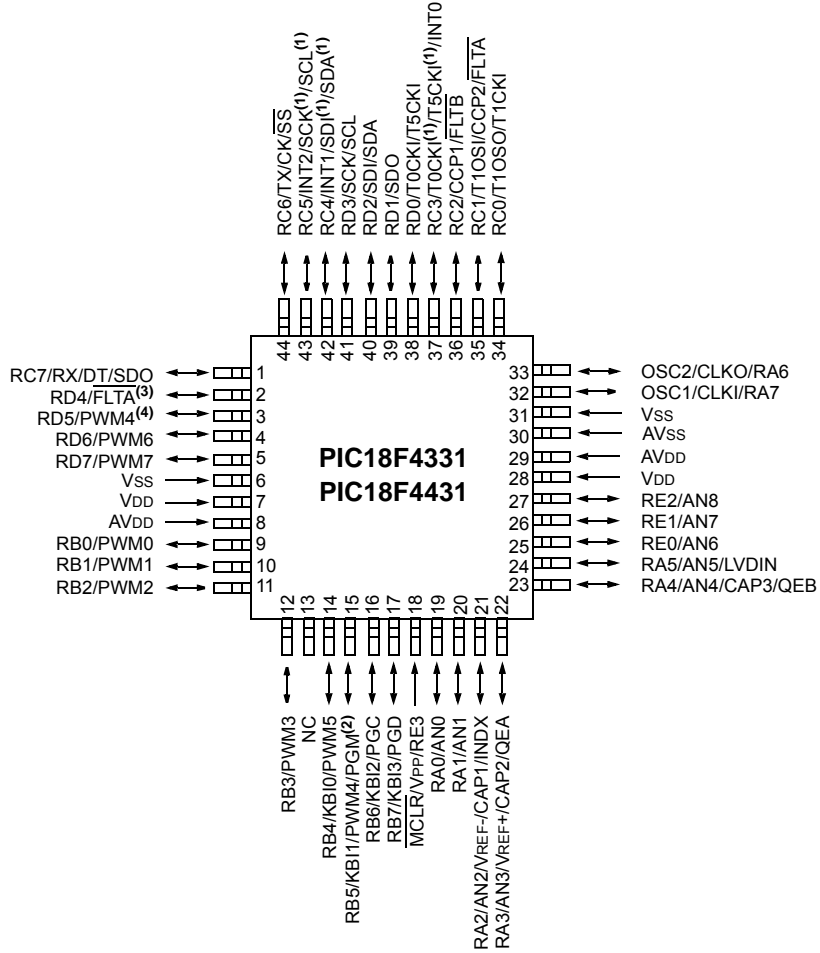 RC6/TX/CK/SS
RC5/INT2/SCK(1)/SCL(1)
RC4/INT1/SDI(1)/SDA(1)
RD3/SCK/SCL
RD2/SDI/SDA
RD1/SDO
RD0/T0CKI/T5CKI
RC3/T0CKI(1)/T5CKI(1)/INT0
RC2/CCP1/FLTB
RC1/T1OSI/CCP2/FLTA
RC0/T1OSO/T1CKI
44 43 42 41 40 39 38 37 36 35 34
RC7/RX/DT/SDO 1
RD4/FLTA(3) 2
RD5/PWM4(4) 3
RD6/PWM6 4
RD7/PWM7 5
VSS 6
VDD 7
AVDD 8
RB0/PWM0 9
RB1/PWM1 10
RB2/PWM2 11
PIC18F4331
PIC18F4431
33 OSC2/CLKO/RA6
32 OSC1/CLKI/RA7
31 VSS
30 AVSS
29 AVDD
28 VDD
27 RE2/AN8
26 RE1/AN7
25 RE0/AN6
24 RA5/AN5/LVDIN
23 RA4/AN4/CAP3/QEB
12 13 14 15 16 17 18 19 20 21 22
RB3/PWM3
NC
RB4/KBI0/PWM5
RB5/KBI1/PWM4/PGM(2)
RB6/KBI2/PGC
RB7/KBI3/PGD
MCLR/VPP/RE3
RA0/AN0
RA1/AN1
RA2/AN2/VREF-/CAP1/INDX
RA3/AN3/VREF+/CAP2/QEA